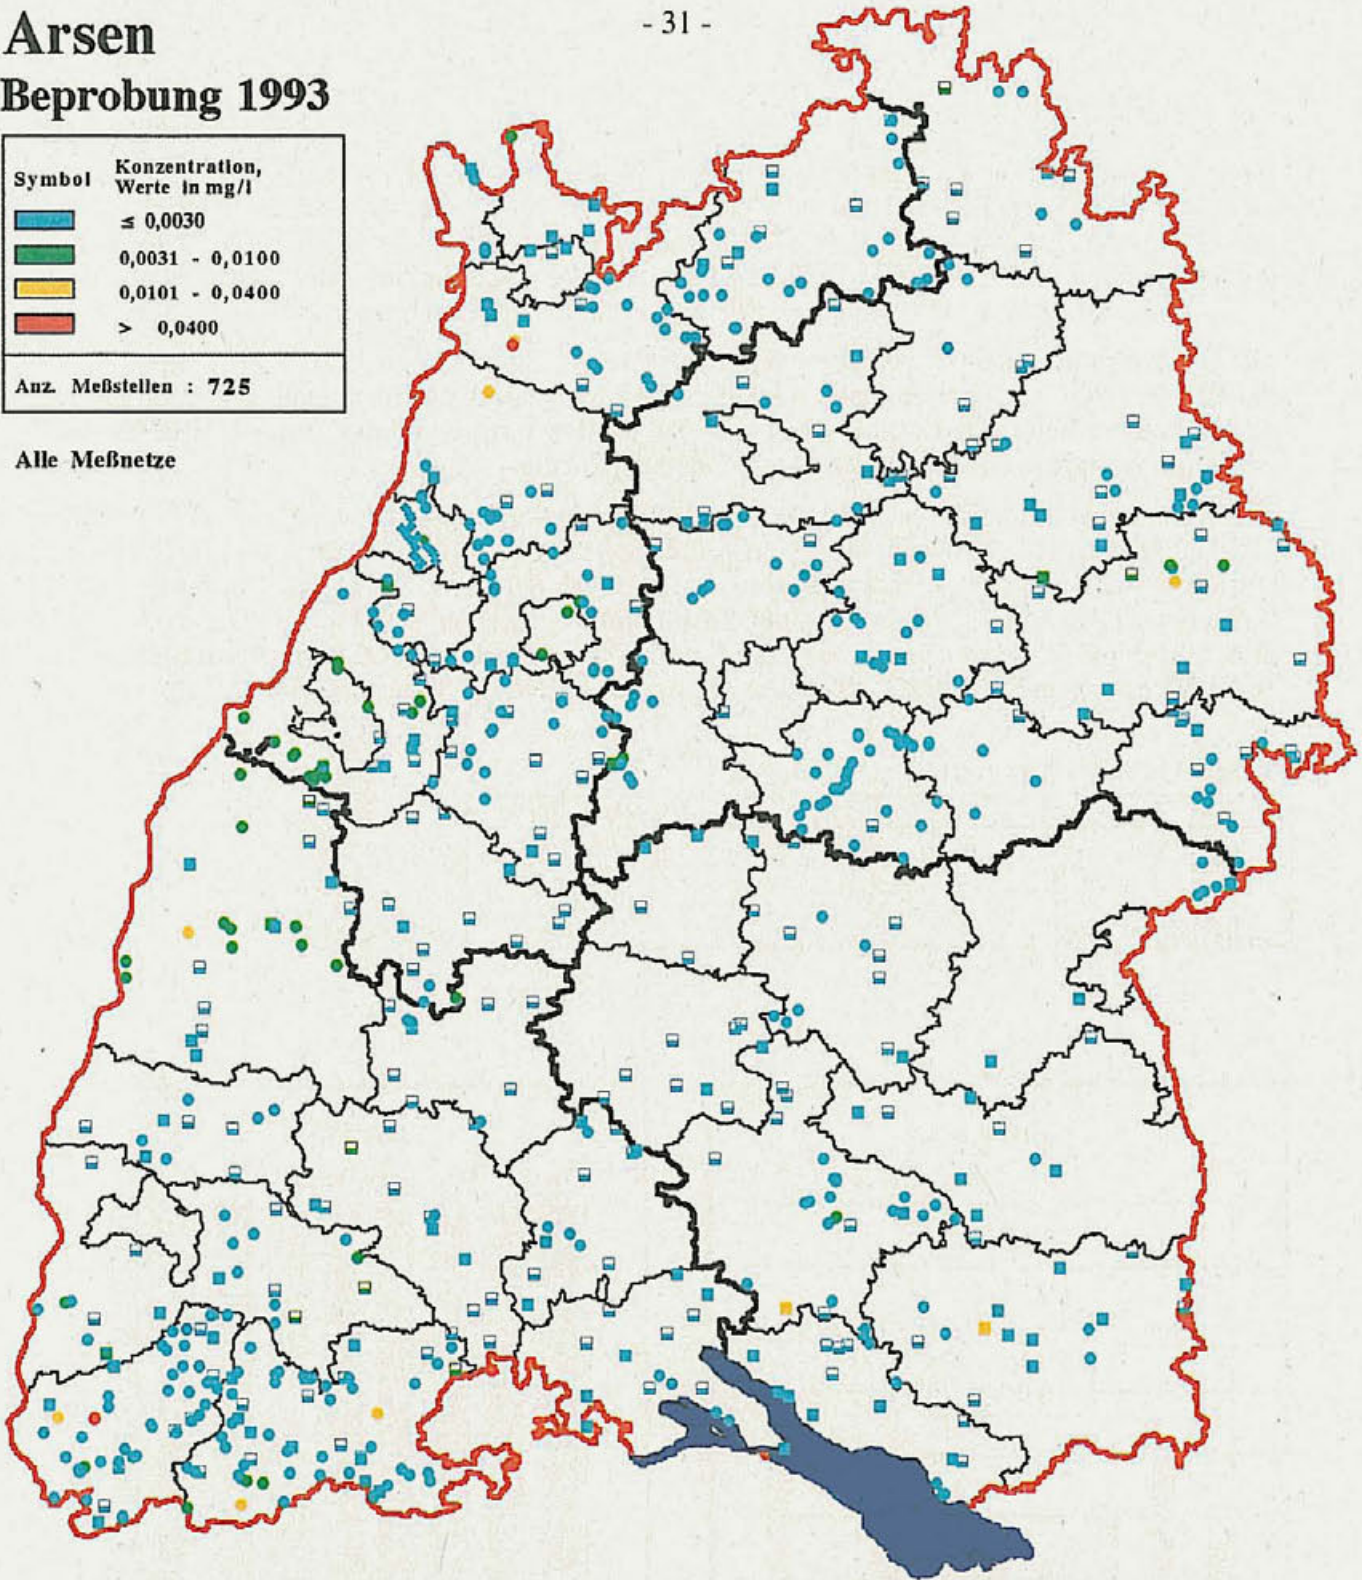 - 31 -
Arsen
Beprobung 1993
Symbol Konzentration, Werte in mg/l
≤ 0,0030
0,0031 - 0,0100
0,0101 - 0,0400
> 0,0400
Anz. Meßstellen : 725
Alle Meßnetze